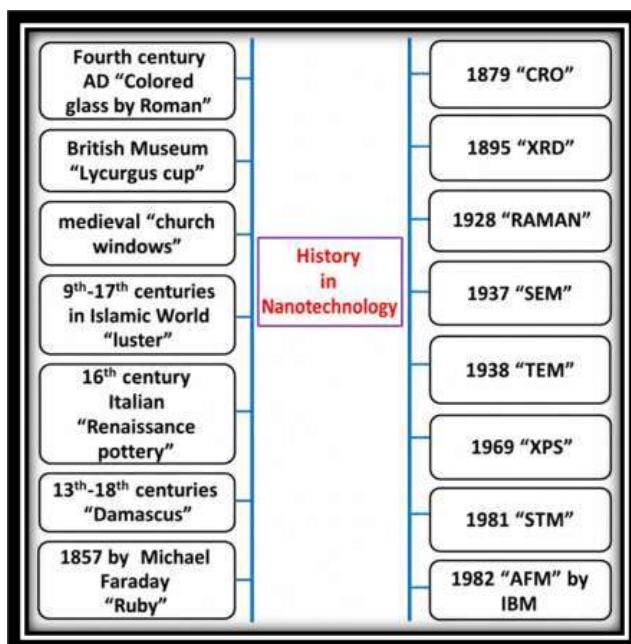 Fourth century
AD “Colored
glass by Roman”
British Museum
“Lycurgus cup”
medieval “church
windows”
9th-17th centuries
in Islamic World
“luster”
16th century
Italian
“Renaissance
pottery”
13th-18th centuries
“Damascus”
1857 by Michael
Faraday
“Ruby”
History
in
Nanotechnology
1879 “CRO”
1895 “XRD”
1928 “RAMAN”
1937 “SEM”
1938 “TEM”
1969 “XPS”
1981 “STM”
1982 “AFM” by
IBM